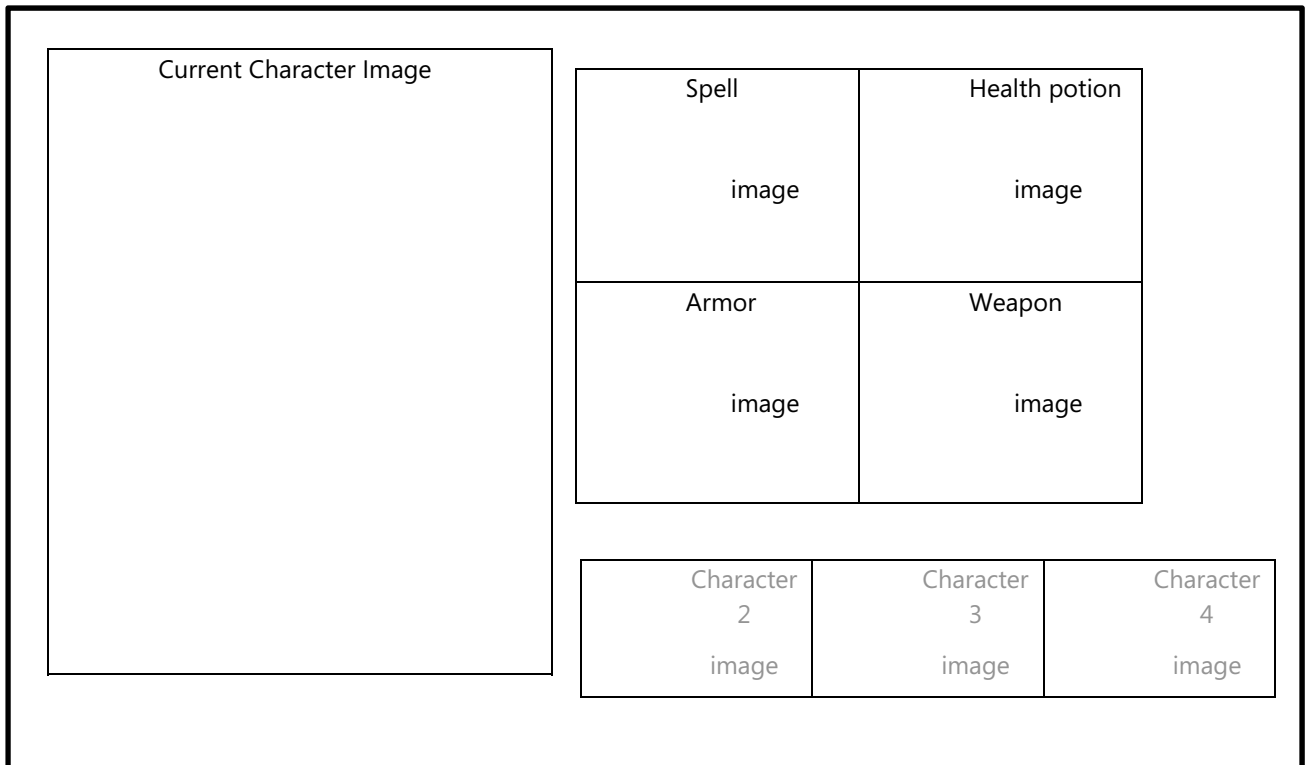 Current Character Image
Spell
Health potion
image
image
Armor
Weapon
image
image
Character
2
image
Character
3
image
Character
4
image